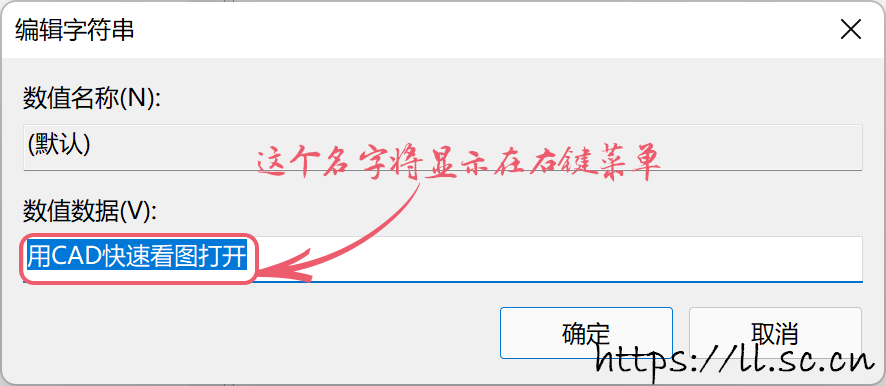 编辑字符串
数值名称(N):
(默认)
这个名字将显示在右键菜单
数值数据(V):
用CAD快速看图打开
确定
取消
https://ll.sc.cn